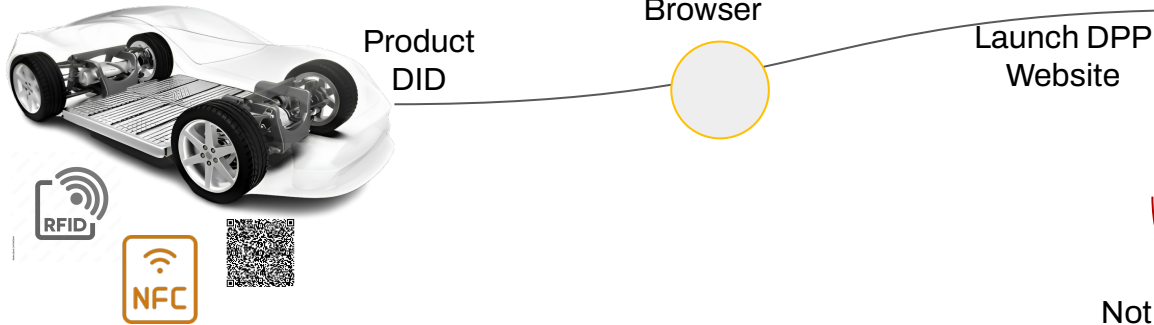 Browser
Product
DID
Launch DPP
Website
RFID
NFC
Not